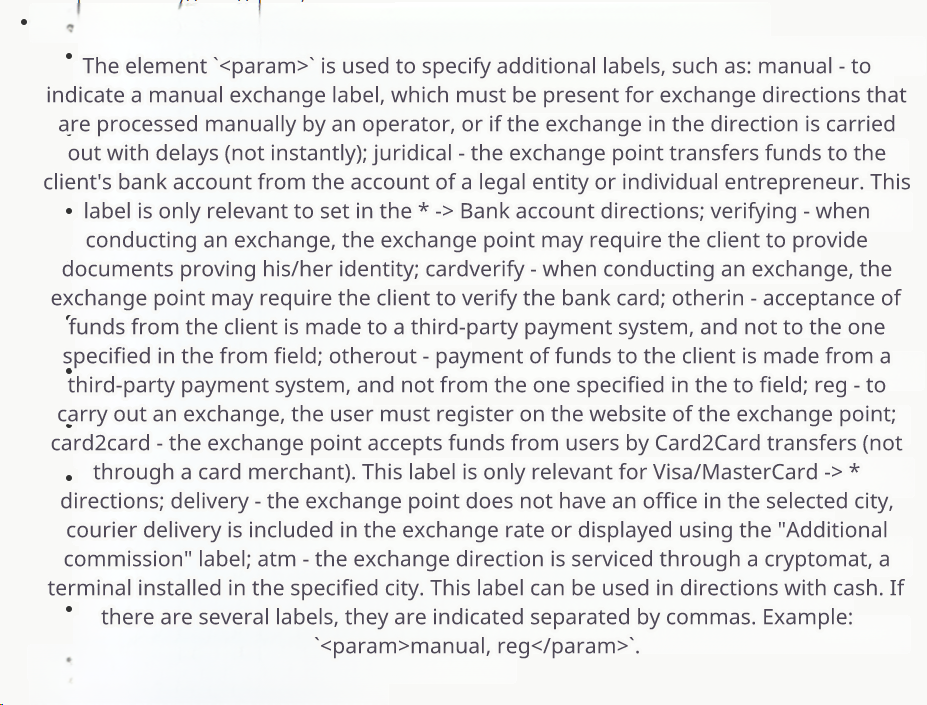 The element `<param>` is used to specify additional labels, such as: manual - to
indicate a manual exchange label, which must be present for exchange directions that
are processed manually by an operator, or if the exchange in the direction is carried
out with delays (not instantly); juridical - the exchange point transfers funds to the
client's bank account from the account of a legal entity or individual entrepreneur. This
label is only relevant to set in the * -> Bank account directions; verifying - when
conducting an exchange, the exchange point may require the client to provide
documents proving his/her identity; cardverify - when conducting an exchange, the
exchange point may require the client to verify the bank card; otherin - acceptance of
funds from the client is made to a third-party payment system, and not to the one
specified in the from field; otherout - payment of funds to the client is made from a
third-party payment system, and not from the one specified in the to field; reg - to
carry out an exchange, the user must register on the website of the exchange point;
card2card - the exchange point accepts funds from users by Card2Card transfers (not
through a card merchant). This label is only relevant for Visa/MasterCard -> *
directions; delivery - the exchange point does not have an office in the selected city,
courier delivery is included in the exchange rate or displayed using the "Additional
commission" label; atm - the exchange direction is serviced through a cryptomat, a
terminal installed in the specified city. This label can be used in directions with cash. If
there are several labels, they are indicated separated by commas. Example:
`<param>manual, reg</param>`.